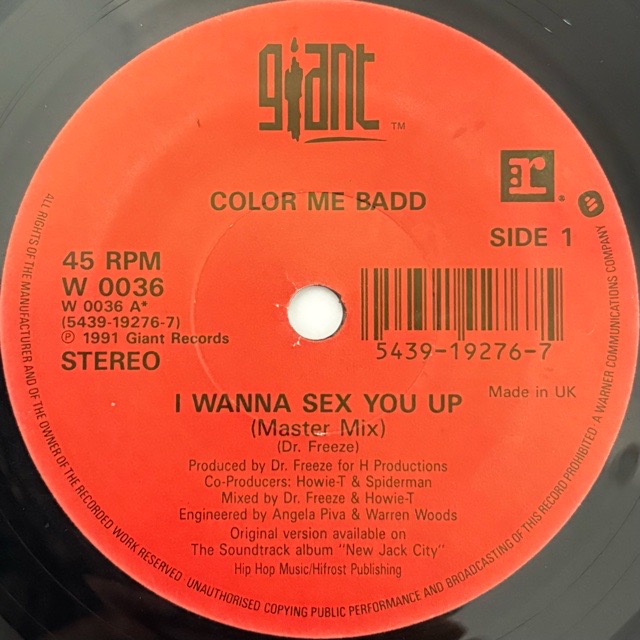 giant ™
r ®
COLOR ME BADD
SIDE 1
45 RPM
W 0036
W 0036 A*
(5439-19276-7)
℗ 1991 Giant Records
STEREO
5439-19276-7
Made in UK
I WANNA SEX YOU UP
(Master Mix)
(Dr. Freeze)
Produced by Dr. Freeze for H Productions
Co-Producers: Howie-T & Spiderman
Mixed by Dr. Freeze & Howie-T
Engineered by Angela Piva & Warren Woods
Original version available on
The Soundtrack album "New Jack City"
Hip Hop Music/Hifrost Publishing
ALL RIGHTS OF THE MANUFACTURER AND OF THE OWNER OF THE RECORDED WORK RESERVED. UNAUTHORISED COPYING PUBLIC PERFORMANCE AND BROADCASTING OF THIS RECORD PROHIBITED. A WARNER COMMUNICATIONS COMPANY